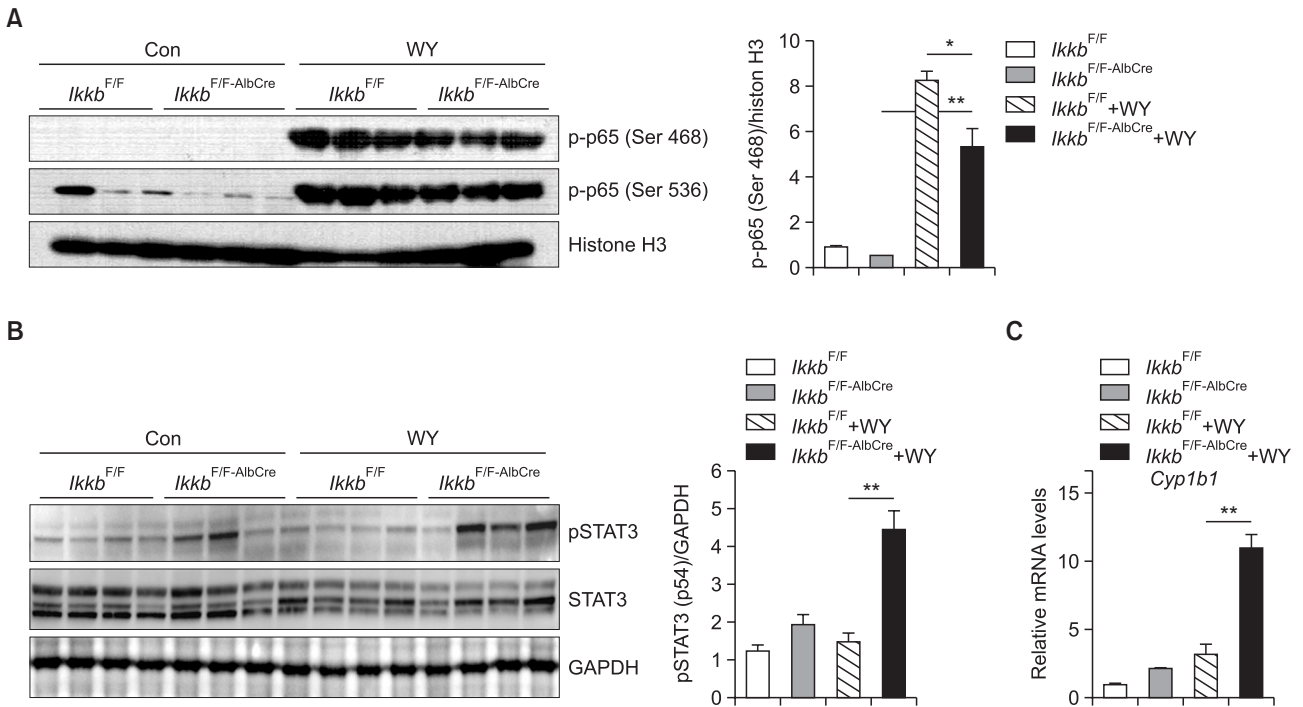 A
Con WY
Ikkb F/F Ikkb F/F-AlbCre Ikkb F/F Ikkb F/F-AlbCre
p-p65 (Ser 468)
p-p65 (Ser 536)
Histone H3
p-p65 (Ser 468)/histon H3
10
8
6
4
2
0
*
**
Ikkb F/F
Ikkb F/F-AlbCre
Ikkb F/F+WY
Ikkb F/F-AlbCre+WY
B
Con WY
Ikkb F/F Ikkb F/F-AlbCre Ikkb F/F Ikkb F/F-AlbCre
pSTAT3
STAT3
GAPDH
Ikkb F/F
Ikkb F/F-AlbCre
Ikkb F/F+WY
Ikkb F/F-AlbCre+WY
pSTAT3 (p54)/GAPDH
6
5
4
3
2
1
0
**
C
Ikkb F/F
Ikkb F/F-AlbCre
Ikkb F/F+WY
Ikkb F/F-AlbCre+WY
Cyp1b1
Relative mRNA levels
15
10
5
0
**